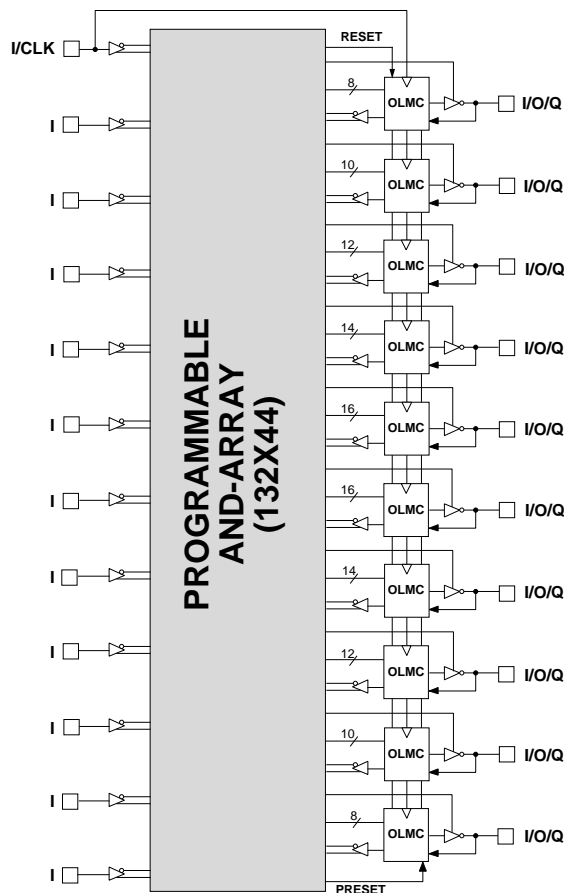 RESET
I/CLK
8
OLMC
I/O/Q
I
10
OLMC
I/O/Q
I
12
OLMC
I/O/Q
I
14
OLMC
I/O/Q
I
16
OLMC
I/O/Q
I
PROGRAMMABLE
AND-ARRAY
(132X44)
16
OLMC
I/O/Q
I
14
OLMC
I/O/Q
I
12
OLMC
I/O/Q
I
10
OLMC
I/O/Q
I
8
OLMC
I/O/Q
I
I
PRESET